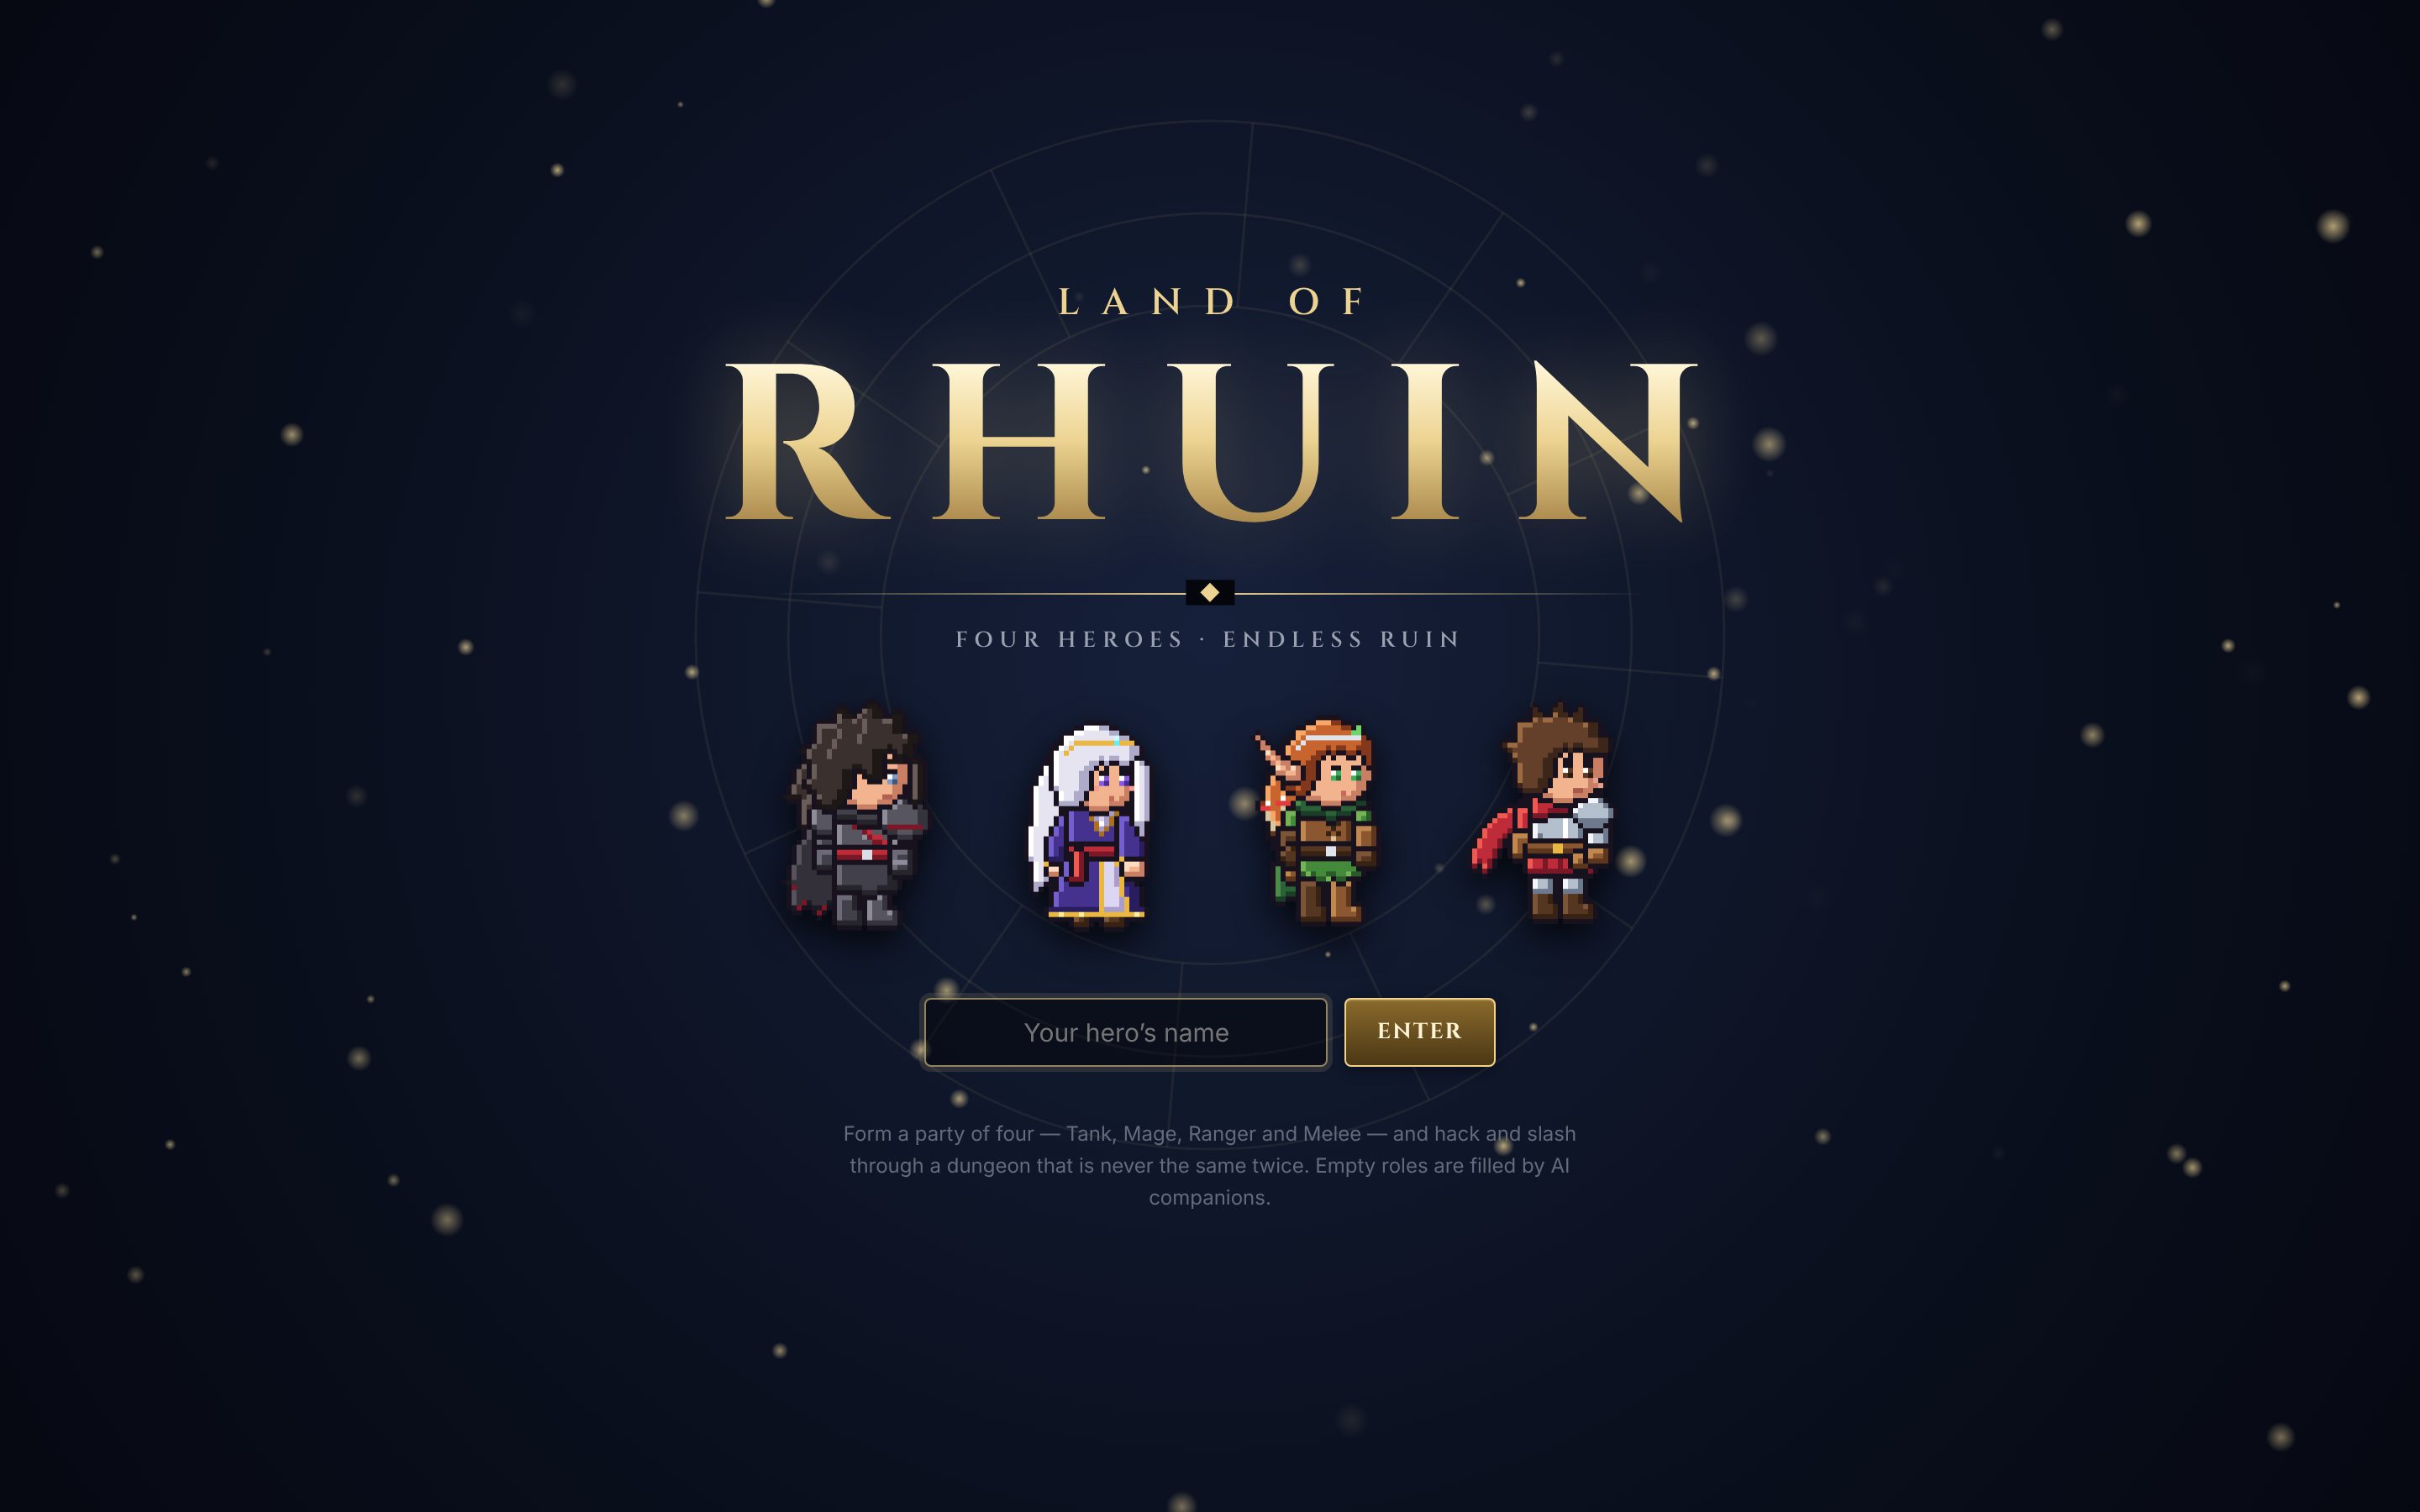 LAND OF
RHUIN
FOUR HEROES · ENDLESS RUIN
Your hero’s name
ENTER
Form a party of four — Tank, Mage, Ranger and Melee — and hack and slash
through a dungeon that is never the same twice. Empty roles are filled by AI
companions.